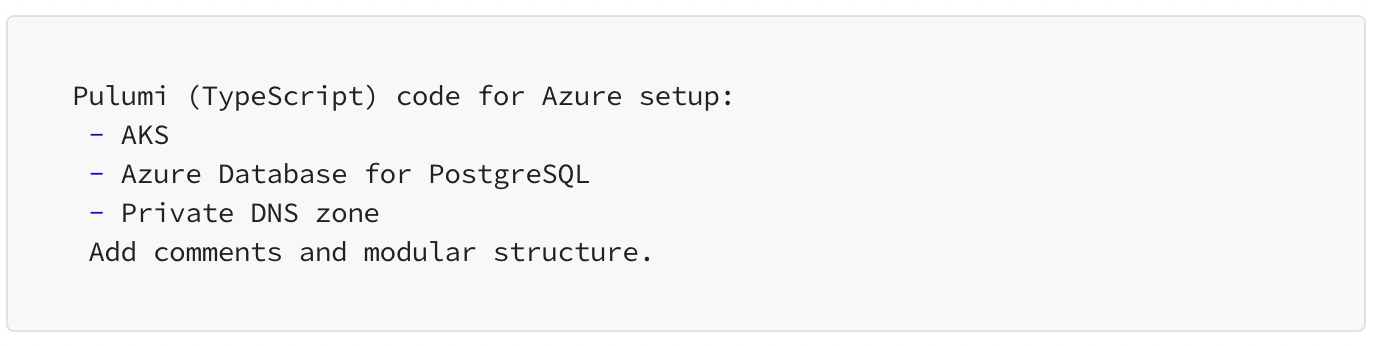 Pulumi (TypeScript) code for Azure setup:
- AKS
- Azure Database for PostgreSQL
- Private DNS zone
Add comments and modular structure.